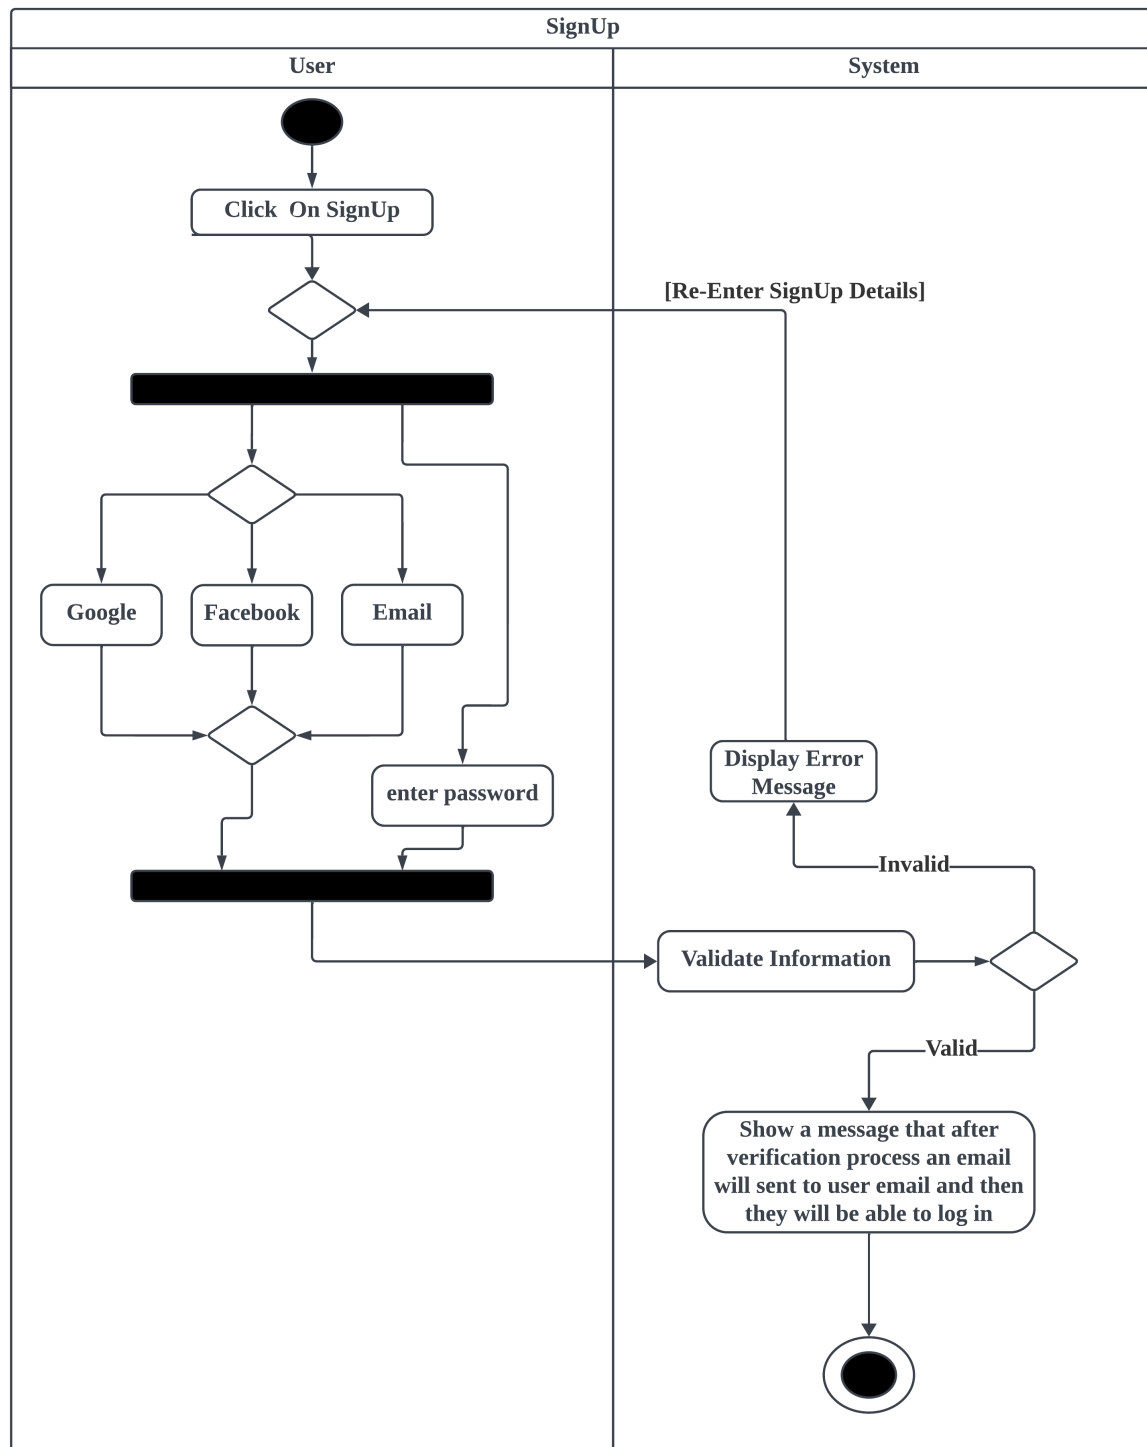 SignUp
User
System
Click On SignUp
[Re-Enter SignUp Details]
Google
Facebook
Email
enter password
Display Error
Message
Invalid
Validate Information
Valid
Show a message that after
verification process an email
will sent to user email and then
they will be able to log in